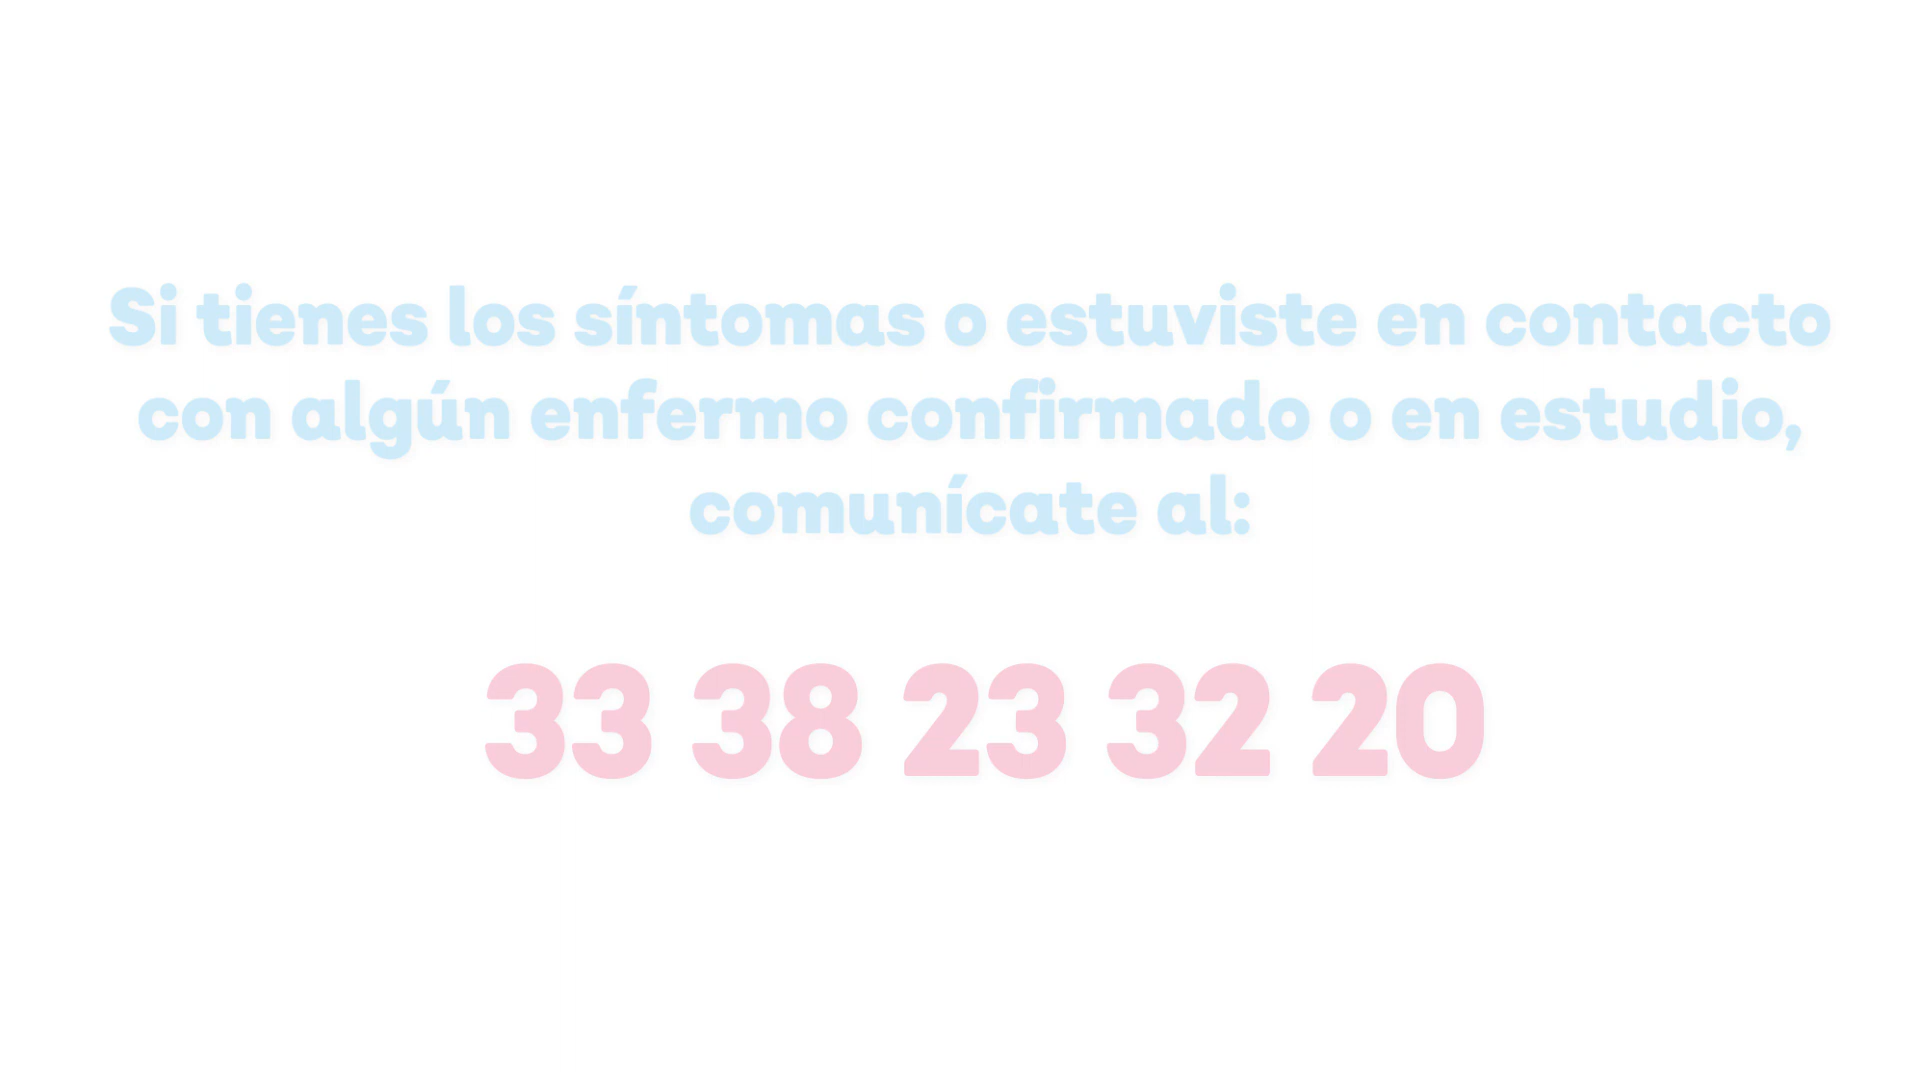 Si tienes los síntomas o estuviste en contacto
con algún enfermo confirmado o en estudio,
comunícate al:
33 38 23 32 20